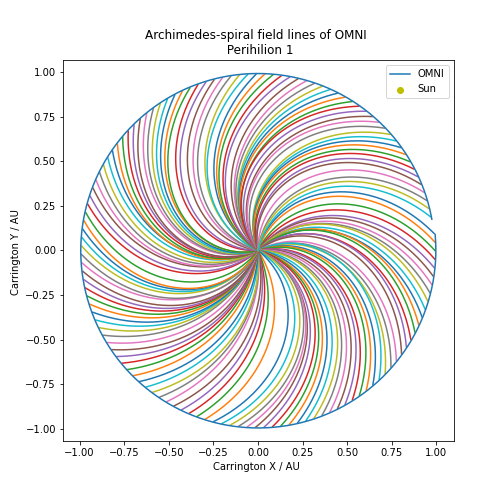 Archimedes-spiral field lines of OMNI
Perihilion 1
OMNI
Sun
Carrington Y / AU
1.00
0.75
0.50
0.25
0.00
−0.25
−0.50
−0.75
−1.00
−1.00 −0.75 −0.50 −0.25 0.00 0.25 0.50 0.75 1.00
Carrington X / AU